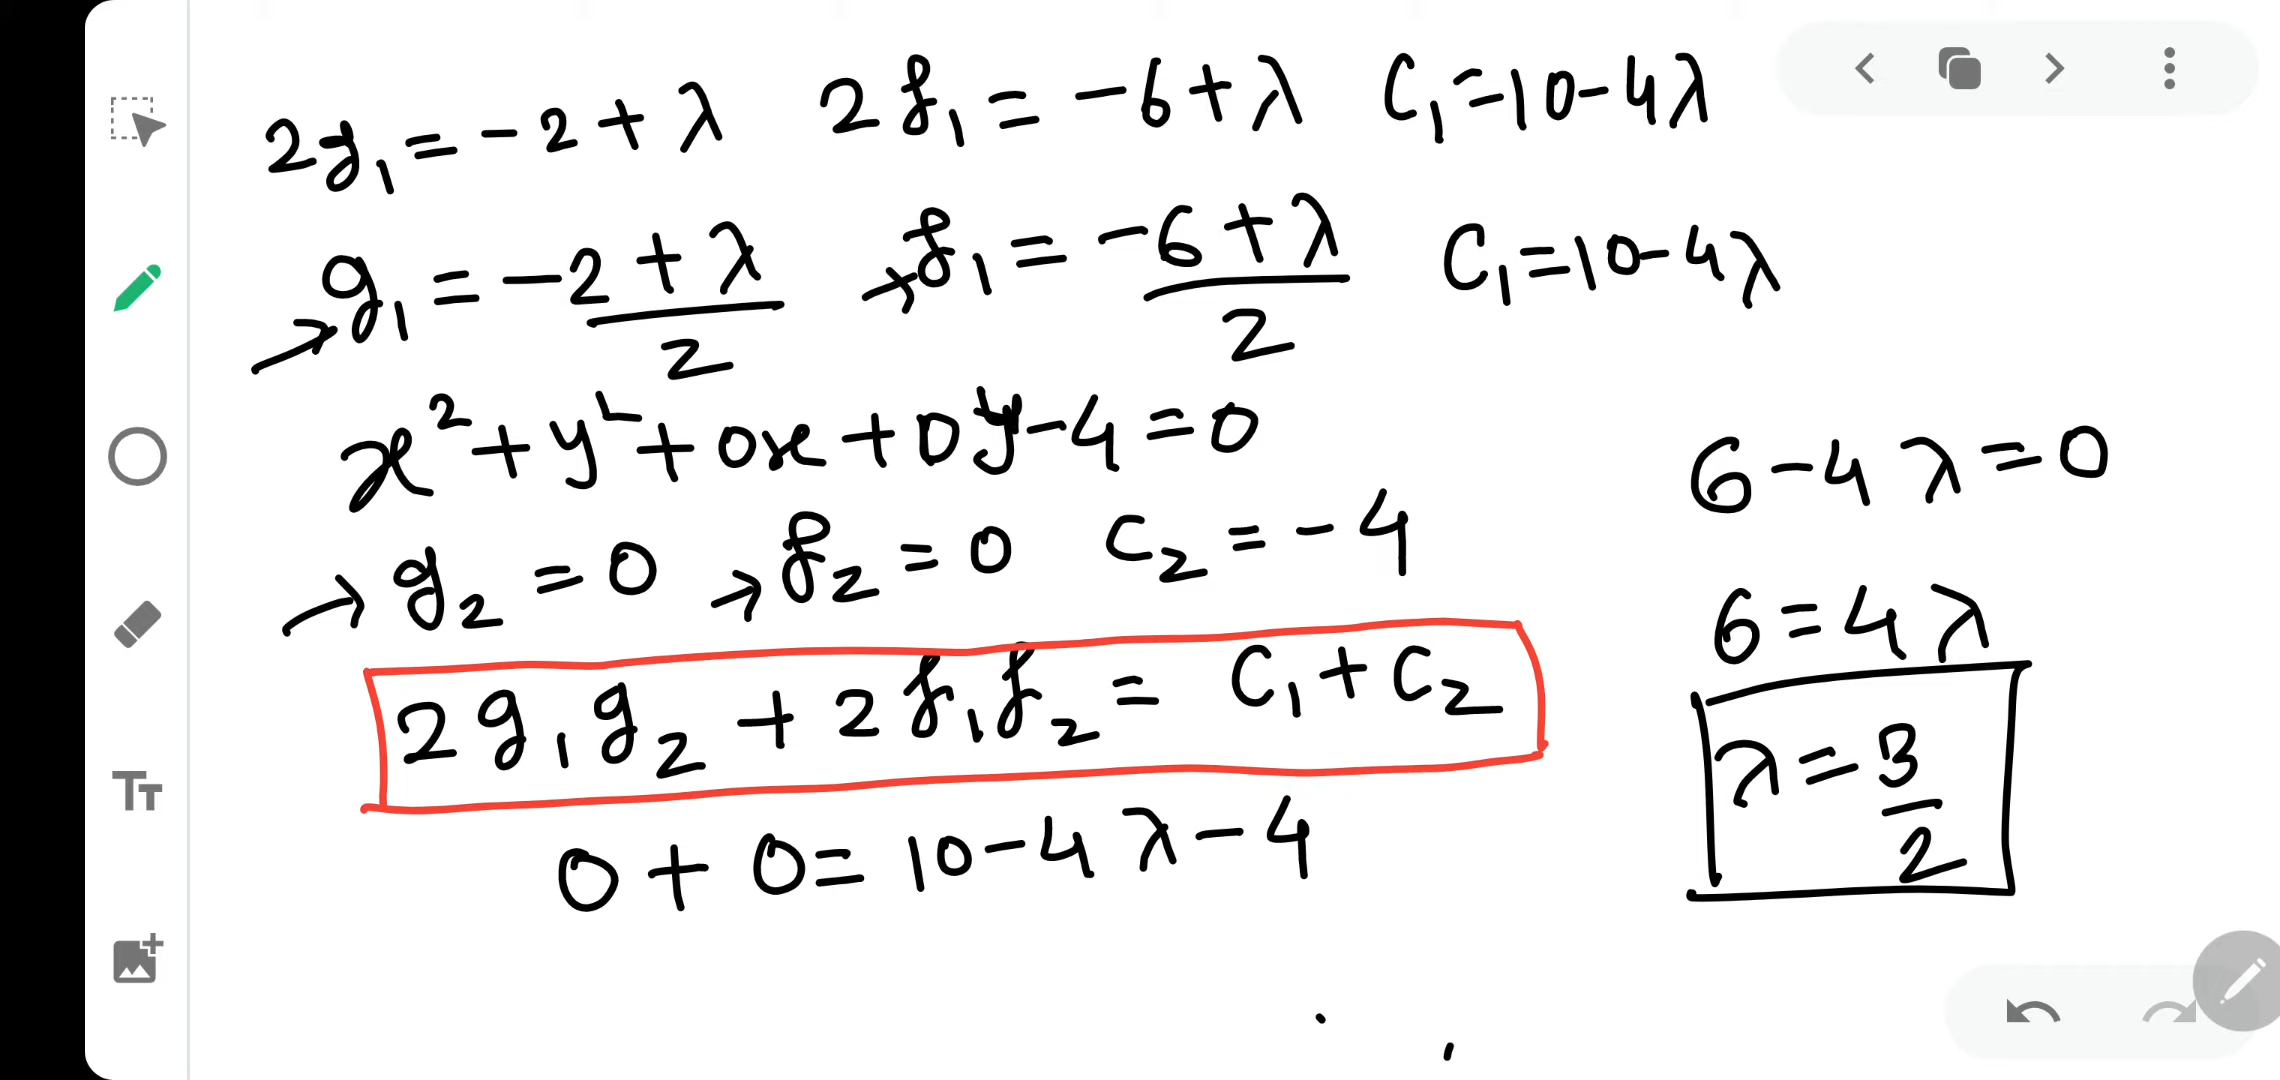 2g₁ = -2 + λ 2f₁ = -6 + λ C₁ = 10 - 4λ
→ g₁ = (-2 + λ)/2 → f₁ = (-6 + λ)/2 C₁ = 10 - 4λ
x² + y² + 0x + 0y - 4 = 0
→ g₂ = 0 → f₂ = 0 C₂ = -4
2g₁g₂ + 2f₁f₂ = C₁ + C₂
0 + 0 = 10 - 4λ - 4
6 - 4λ = 0
6 = 4λ
λ = 3/2
Tт